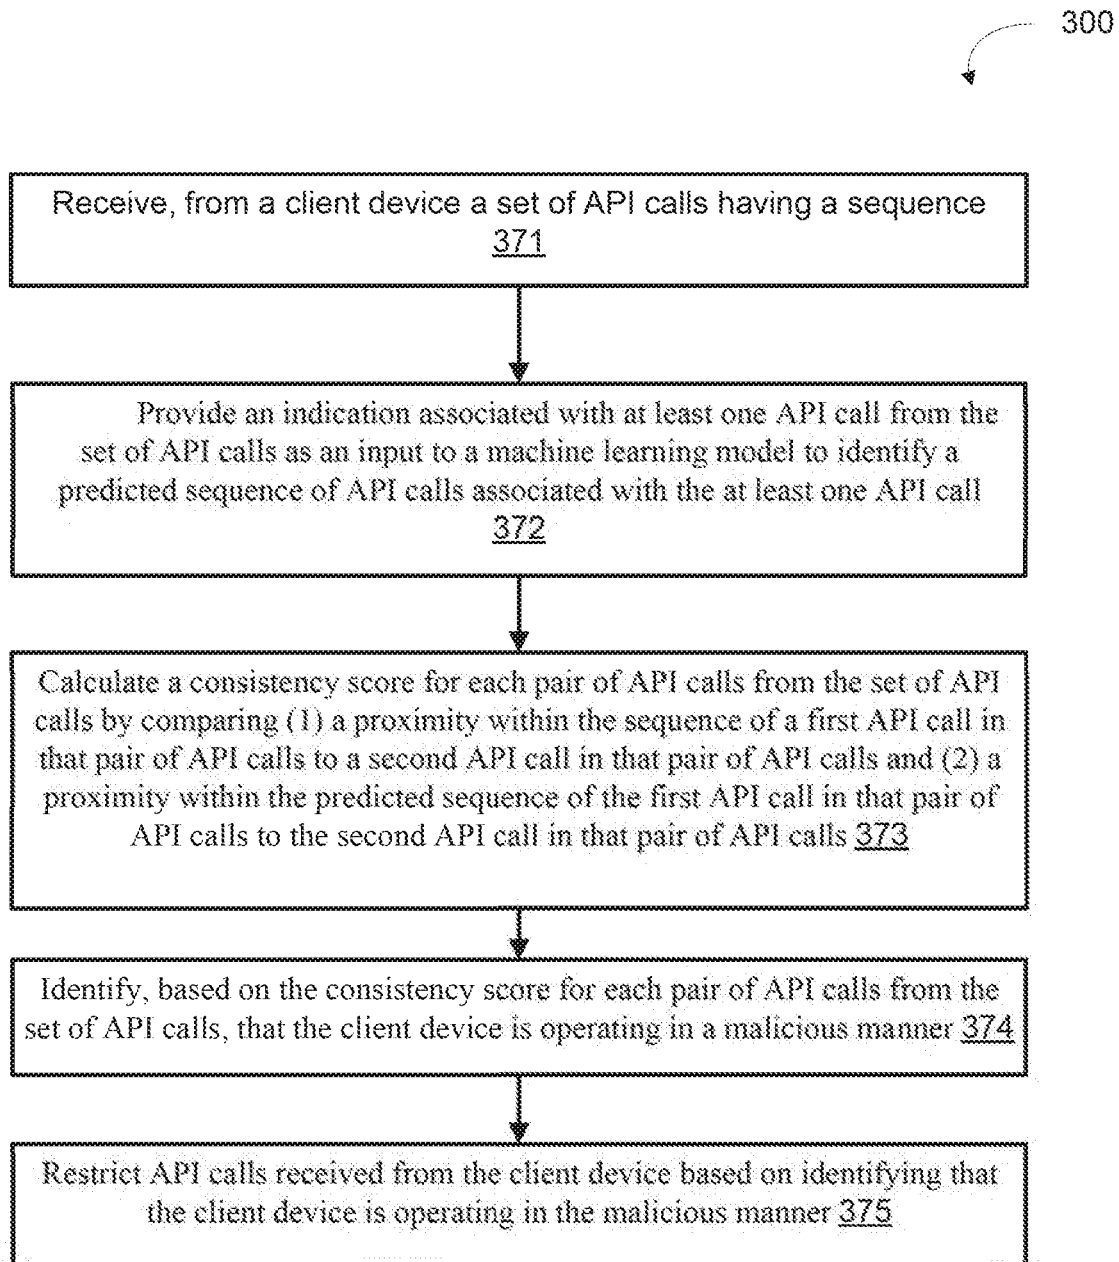 300
Receive, from a client device a set of API calls having a sequence
371
Provide an indication associated with at least one API call from the
set of API calls as an input to a machine learning model to identify a
predicted sequence of API calls associated with the at least one API call
372
Calculate a consistency score for each pair of API calls from the set of API
calls by comparing (1) a proximity within the sequence of a first API call in
that pair of API calls to a second API call in that pair of API calls and (2) a
proximity within the predicted sequence of the first API call in that pair of
API calls to the second API call in that pair of API calls 373
Identify, based on the consistency score for each pair of API calls from the
set of API calls, that the client device is operating in a malicious manner 374
Restrict API calls received from the client device based on identifying that
the client device is operating in the malicious manner 375